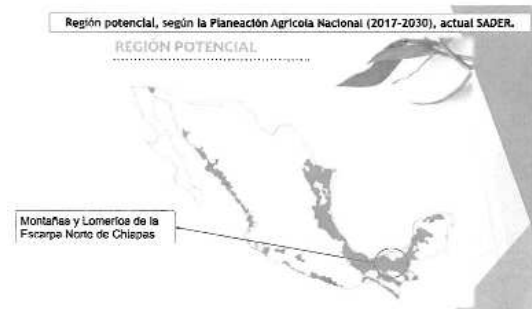 Región potencial, según la Planeación Agrícola Nacional (2017-2030), actual SADER.
REGIÓN POTENCIAL
Montañas y Lomeríos de la
Escarpa Norte de Chiapas